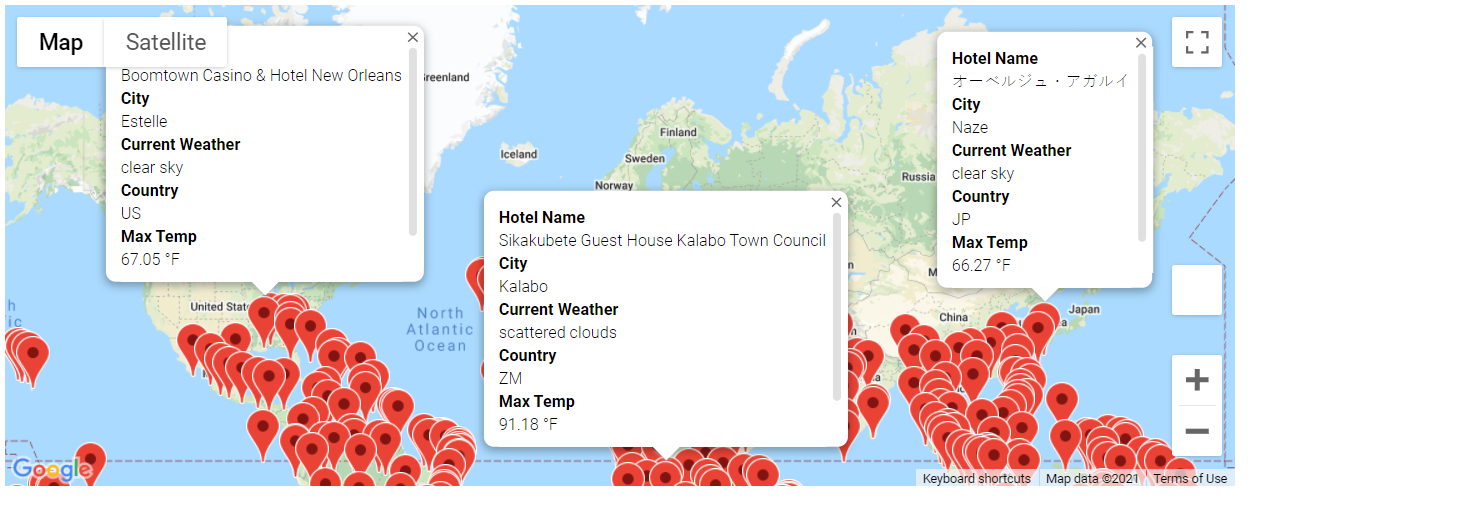 Map
Satellite
Boomtown Casino & Hotel New Orleans
City
Estelle
Current Weather
clear sky
Country
US
Max Temp
67.05 °F
Hotel Name
Sikakubete Guest House Kalabo Town Council
City
Kalabo
Current Weather
scattered clouds
Country
ZM
Max Temp
91.18 °F
Hotel Name
オーベルジュ・アガルイ
City
Naze
Current Weather
clear sky
Country
JP
Max Temp
66.27 °F
Greenland
Iceland
Finland
Sweden
Norway
Russia
United States
North
Atlantic
Ocean
China
Japan
Google
Keyboard shortcuts
Map data ©2021
Terms of Use